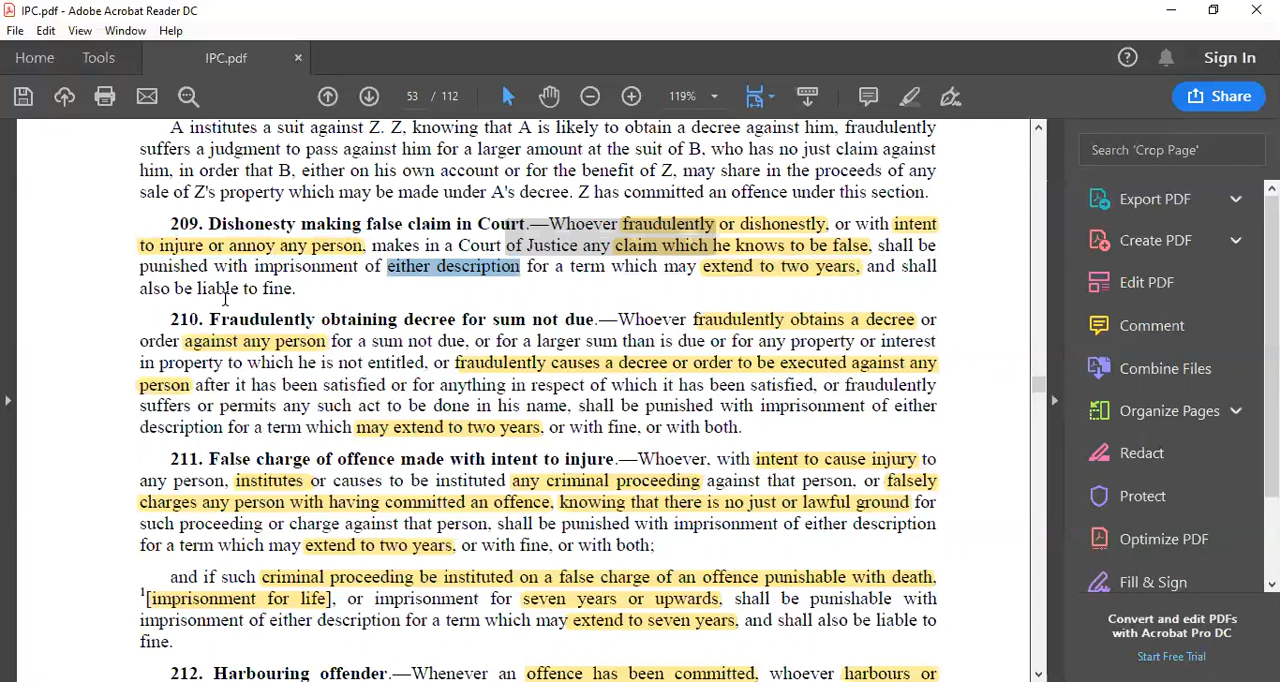 IPC.pdf - Adobe Acrobat Reader DC
File Edit View Window Help
Home Tools IPC.pdf × ? Sign In
53 / 112 119% Share
A institutes a suit against Z. Z, knowing that A is likely to obtain a decree against him, fraudulently
suffers a judgment to pass against him for a larger amount at the suit of B, who has no just claim against
him, in order that B, either on his own account or for the benefit of Z, may share in the proceeds of any
sale of Z's property which may be made under A's decree. Z has committed an offence under this section.
209. Dishonesty making false claim in Court.—Whoever fraudulently or dishonestly, or with intent
to injure or annoy any person, makes in a Court of Justice any claim which he knows to be false, shall be
punished with imprisonment of either description for a term which may extend to two years, and shall
also be liable to fine.
210. Fraudulently obtaining decree for sum not due.—Whoever fraudulently obtains a decree or
order against any person for a sum not due, or for a larger sum than is due or for any property or interest
in property to which he is not entitled, or fraudulently causes a decree or order to be executed against any
person after it has been satisfied or for anything in respect of which it has been satisfied, or fraudulently
suffers or permits any such act to be done in his name, shall be punished with imprisonment of either
description for a term which may extend to two years, or with fine, or with both.
211. False charge of offence made with intent to injure.—Whoever, with intent to cause injury to
any person, institutes or causes to be instituted any criminal proceeding against that person, or falsely
charges any person with having committed an offence, knowing that there is no just or lawful ground for
such proceeding or charge against that person, shall be punished with imprisonment of either description
for a term which may extend to two years, or with fine, or with both;
and if such criminal proceeding be instituted on a false charge of an offence punishable with death,
1[imprisonment for life], or imprisonment for seven years or upwards, shall be punishable with
imprisonment of either description for a term which may extend to seven years, and shall also be liable to
fine.
212. Harbouring offender.—Whenever an offence has been committed, whoever harbours or
Search 'Crop Page'
Export PDF
Create PDF
Edit PDF
Comment
Combine Files
Organize Pages
Redact
Protect
Optimize PDF
Fill & Sign
Convert and edit PDFs
with Acrobat Pro DC
Start Free Trial